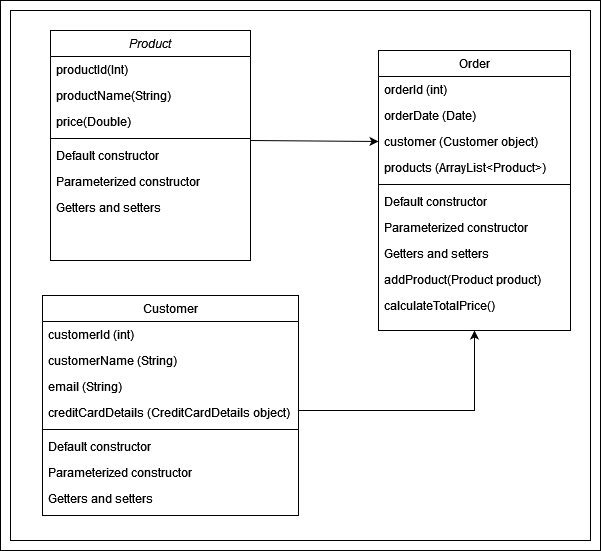 Product
productId(Int)
productName(String)
price(Double)
Default constructor
Parameterized constructor
Getters and setters
Order
orderId (int)
orderDate (Date)
customer (Customer object)
products (ArrayList<Product>)
Default constructor
Parameterized constructor
Getters and setters
addProduct(Product product)
calculateTotalPrice()
Customer
customerId (int)
customerName (String)
email (String)
creditCardDetails (CreditCardDetails object)
Default constructor
Parameterized constructor
Getters and setters